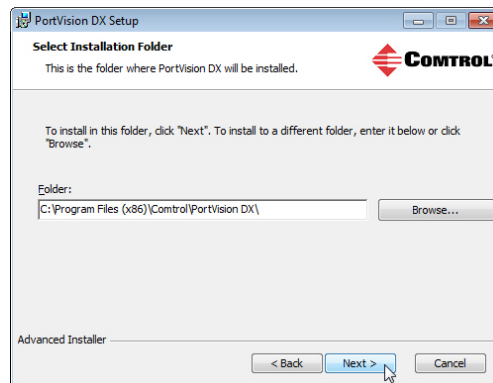 PortVision DX Setup
Select Installation Folder
This is the folder where PortVision DX will be installed.
COMTROL
To install in this folder, click "Next". To install to a different folder, enter it below or click
"Browse".
Folder:
C:\Program Files (x86)\Comtrol\PortVision DX\
Browse...
Advanced Installer
< Back
Next >
Cancel